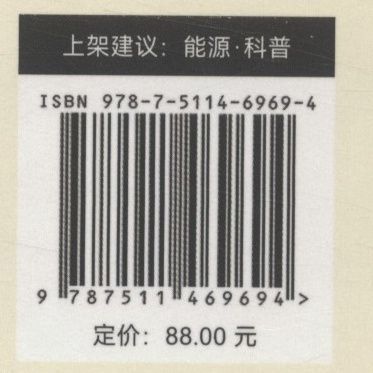 上架建议：能源·科普
ISBN 978-7-5114-6969-4
9 787511 469694 >
定价：88.00 元